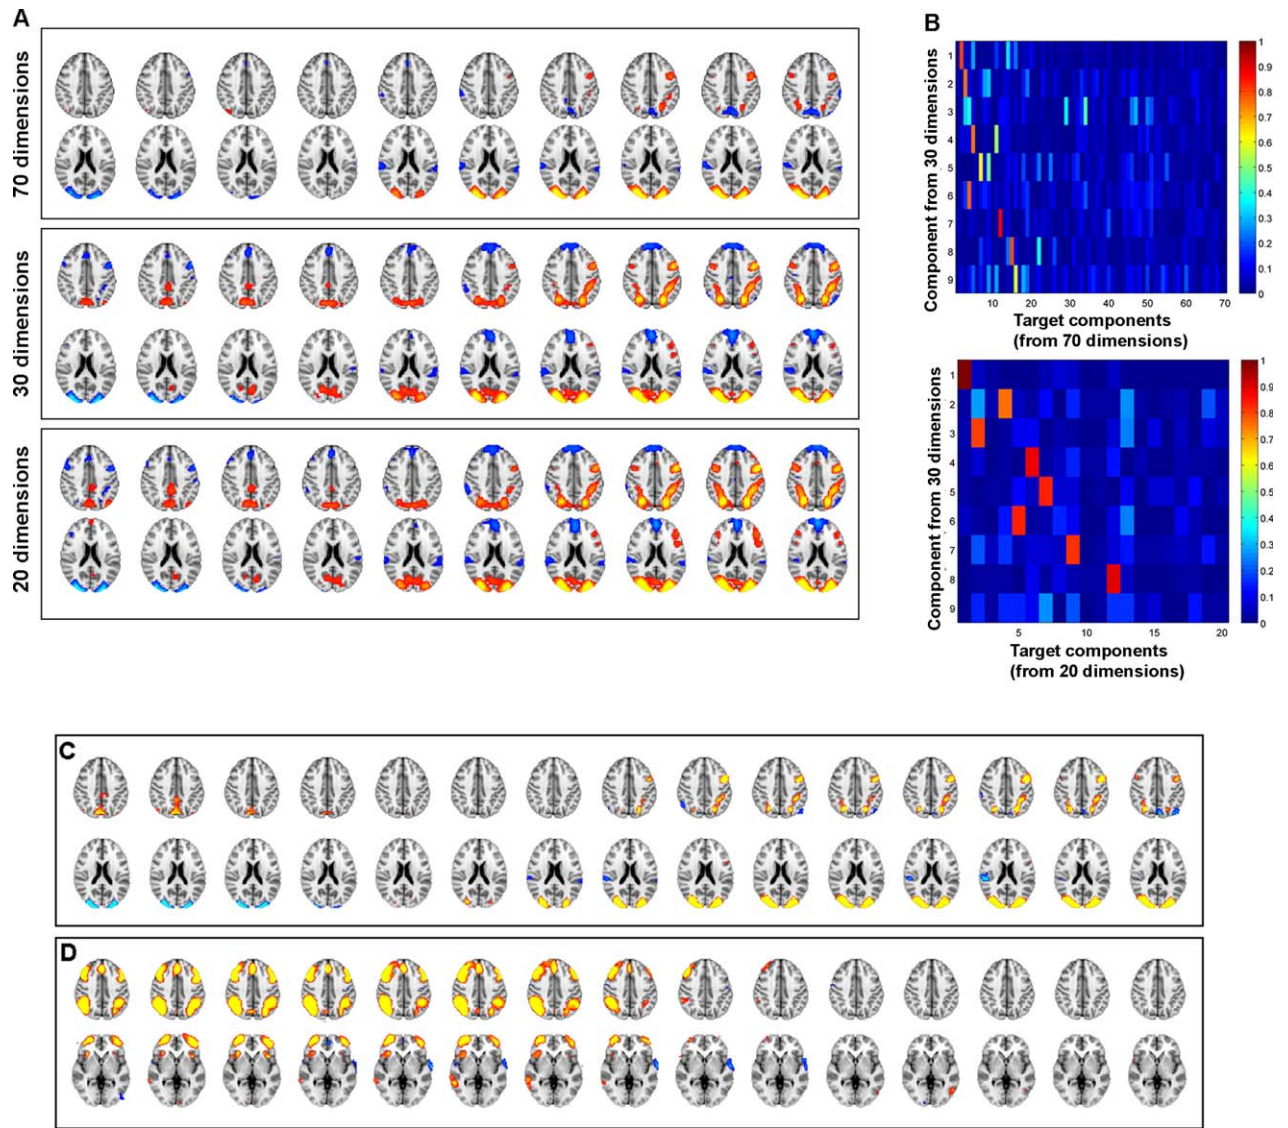 A
70 dimensions
30 dimensions
20 dimensions
B
Component from 30 dimensions
1
2
3
4
5
6
7
8
9
10 20 30 40 50 60 70
Target components
(from 70 dimensions)
1
0.9
0.8
0.7
0.6
0.5
0.4
0.3
0.2
0.1
0
Component from 30 dimensions
1
2
3
4
5
6
7
8
9
5 10 15 20
Target components
(from 20 dimensions)
1
0.9
0.8
0.7
0.6
0.5
0.4
0.3
0.2
0.1
0
C
D